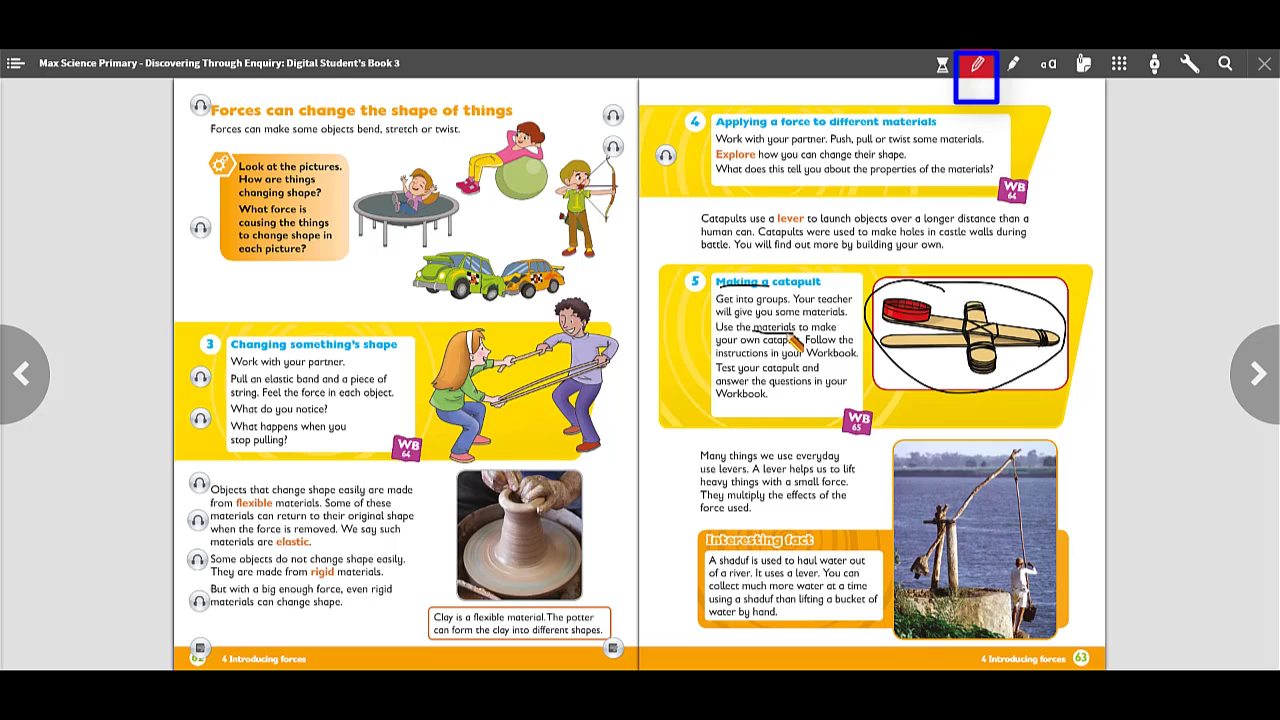 Max Science Primary - Discovering Through Enquiry: Digital Student's Book 3
aa
Forces can change the shape of things
Forces can make some objects bend, stretch or twist.
Look at the pictures.
How are things
changing shape?
What force is
causing the things
to change shape in
each picture?
3 Changing something's shape
Work with your partner.
Pull an elastic band and a piece of
string. Feel the force in each object.
What do you notice?
What happens when you
stop pulling?
WB
64
Objects that change shape easily are made
from flexible materials. Some of these
materials can return to their original shape
when the force is removed. We say such
materials are elastic.
Some objects do not change shape easily.
They are made from rigid materials.
But with a big enough force, even rigid
materials can change shape.
Clay is a flexible material. The potter
can form the clay into different shapes.
4 Introducing forces
4 Applying a force to different materials
Work with your partner. Push, pull or twist some materials.
Explore how you can change their shape.
What does this tell you about the properties of the materials?
WB
64
Catapults use a lever to launch objects over a longer distance than a
human can. Catapults were used to make holes in castle walls during
battle. You will find out more by building your own.
5 Making a catapult
Get into groups. Your teacher
will give you some materials.
Use the materials to make
your own catap Follow the
instructions in your Workbook.
Test your catapult and
answer the questions in your
Workbook.
WB
65
Many things we use everyday
use levers. A lever helps us to lift
heavy things with a small force.
They multiply the effects of the
force used.
Interesting fact
A shaduf is used to haul water out
of a river. It uses a lever. You can
collect much more water at a time
using a shaduf than lifting a bucket of
water by hand.
4 Introducing forces 63